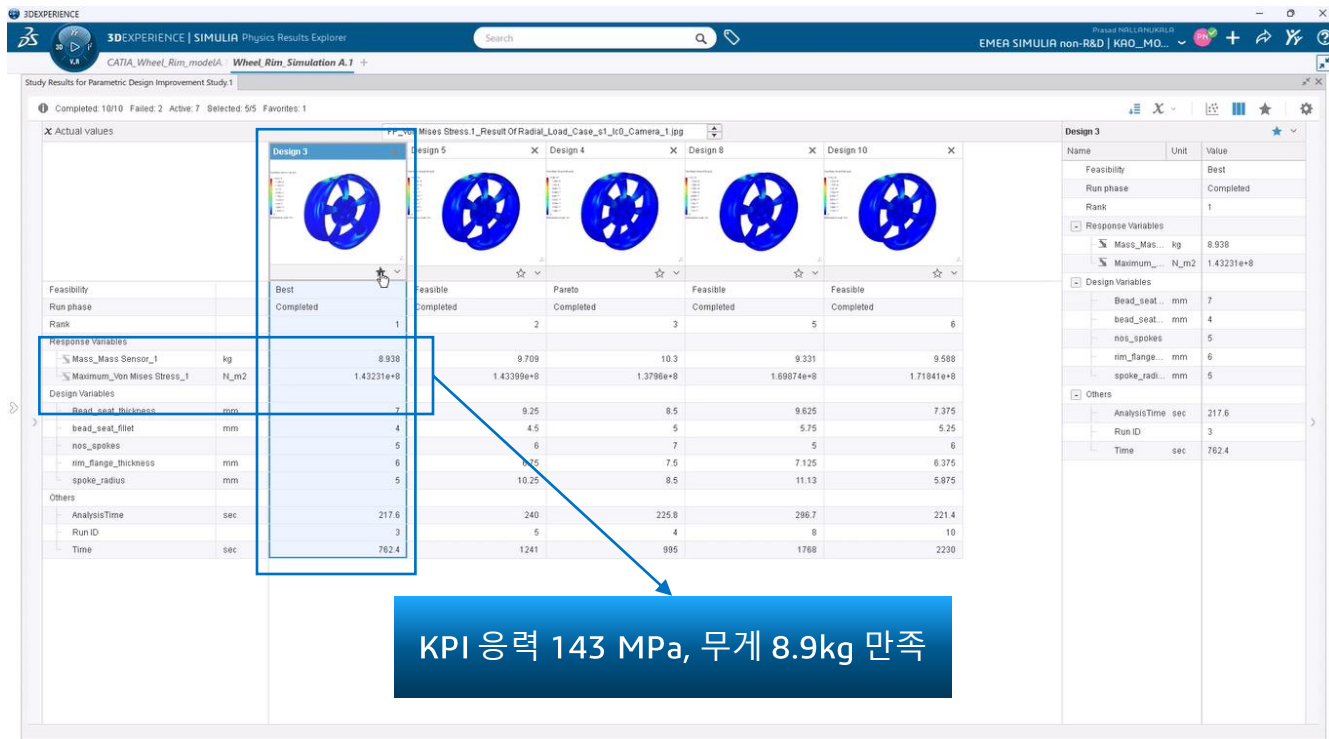 3DEXPERIENCE
3DEXPERIENCE | SIMULIA Physics Results Explorer
Search
Prasad NALLANUKALA
EMEA SIMULIA non-R&D | KAO_MO...
3D
V.R
CATIA_Wheel_Rim_modelA
Wheel_Rim_Simulation A.1
Study Results for Parametric Design Improvement Study.1
Completed: 10/10 Failed: 2 Active: 7 Selected: 5/5 Favorites: 1
x Actual values
Von Mises Stress.1_Result Of Radial_Load_Case_s1_lc0_Camera_1.jpg
Design 3
Design 5
Design 4
Design 8
Design 10
Feasibility Best Feasible Pareto Feasible Feasible
Run phase Completed Completed Completed Completed Completed
Rank 1 2 3 5 6
Response Variables
Mass_Mass Sensor_1 kg 8.938 9.709 10.3 9.331 9.588
Maximum_Von Mises Stress_1 N_m2 1.43231e+8 1.43399e+8 1.3796e+8 1.69874e+8 1.71841e+8
Design Variables
Bead_seat_thickness mm 7 9.25 8.5 9.625 7.375
bead_seat_fillet mm 4 4.5 5 5.75 5.25
nos_spokes 5 6 7 5 6
rim_flange_thickness mm 6 6.75 7.5 7.125 6.375
spoke_radius mm 5 10.25 8.5 11.13 5.875
Others
AnalysisTime sec 217.6 240 225.8 286.7 221.4
Run ID 3 5 4 8 10
Time sec 762.4 1241 995 1768 2230
Design 3
Name Unit Value
Feasibility Best
Run phase Completed
Rank 1
Response Variables
Mass_Mas... kg 8.938
Maximum_... N_m2 1.43231e+8
Design Variables
Bead_seat... mm 7
bead_seat... mm 4
nos_spokes 5
rim_flange... mm 6
spoke_radi... mm 5
Others
AnalysisTime sec 217.6
Run ID 3
Time sec 762.4
KPI 응력 143 MPa, 무게 8.9kg 만족